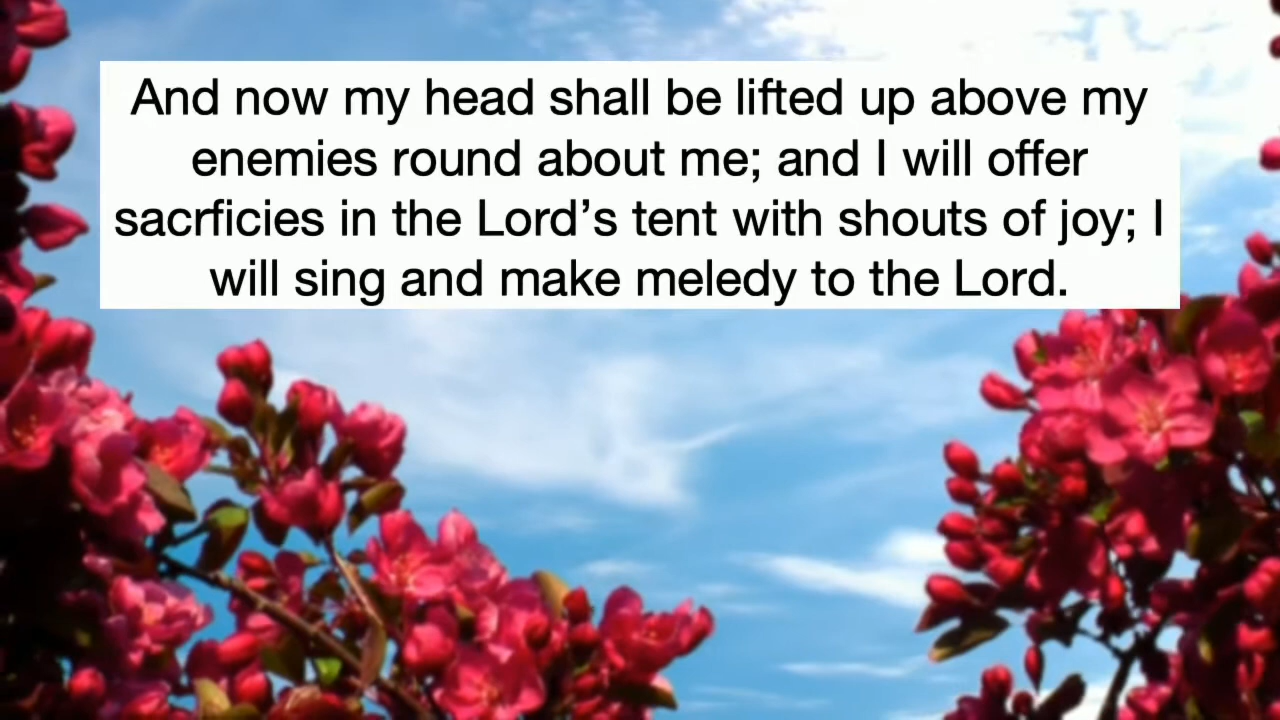 And now my head shall be lifted up above my
enemies round about me; and I will offer
sacrficies in the Lord’s tent with shouts of joy; I
will sing and make meledy to the Lord.